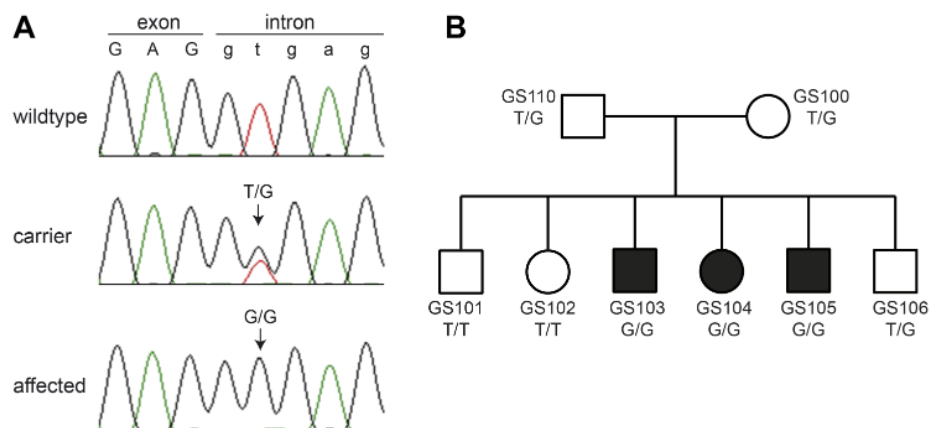 A
exon intron
G A G g t g a g
wildtype
T/G
carrier
G/G
affected
B
GS110
T/G
GS100
T/G
GS101
T/T
GS102
T/T
GS103
G/G
GS104
G/G
GS105
G/G
GS106
T/G